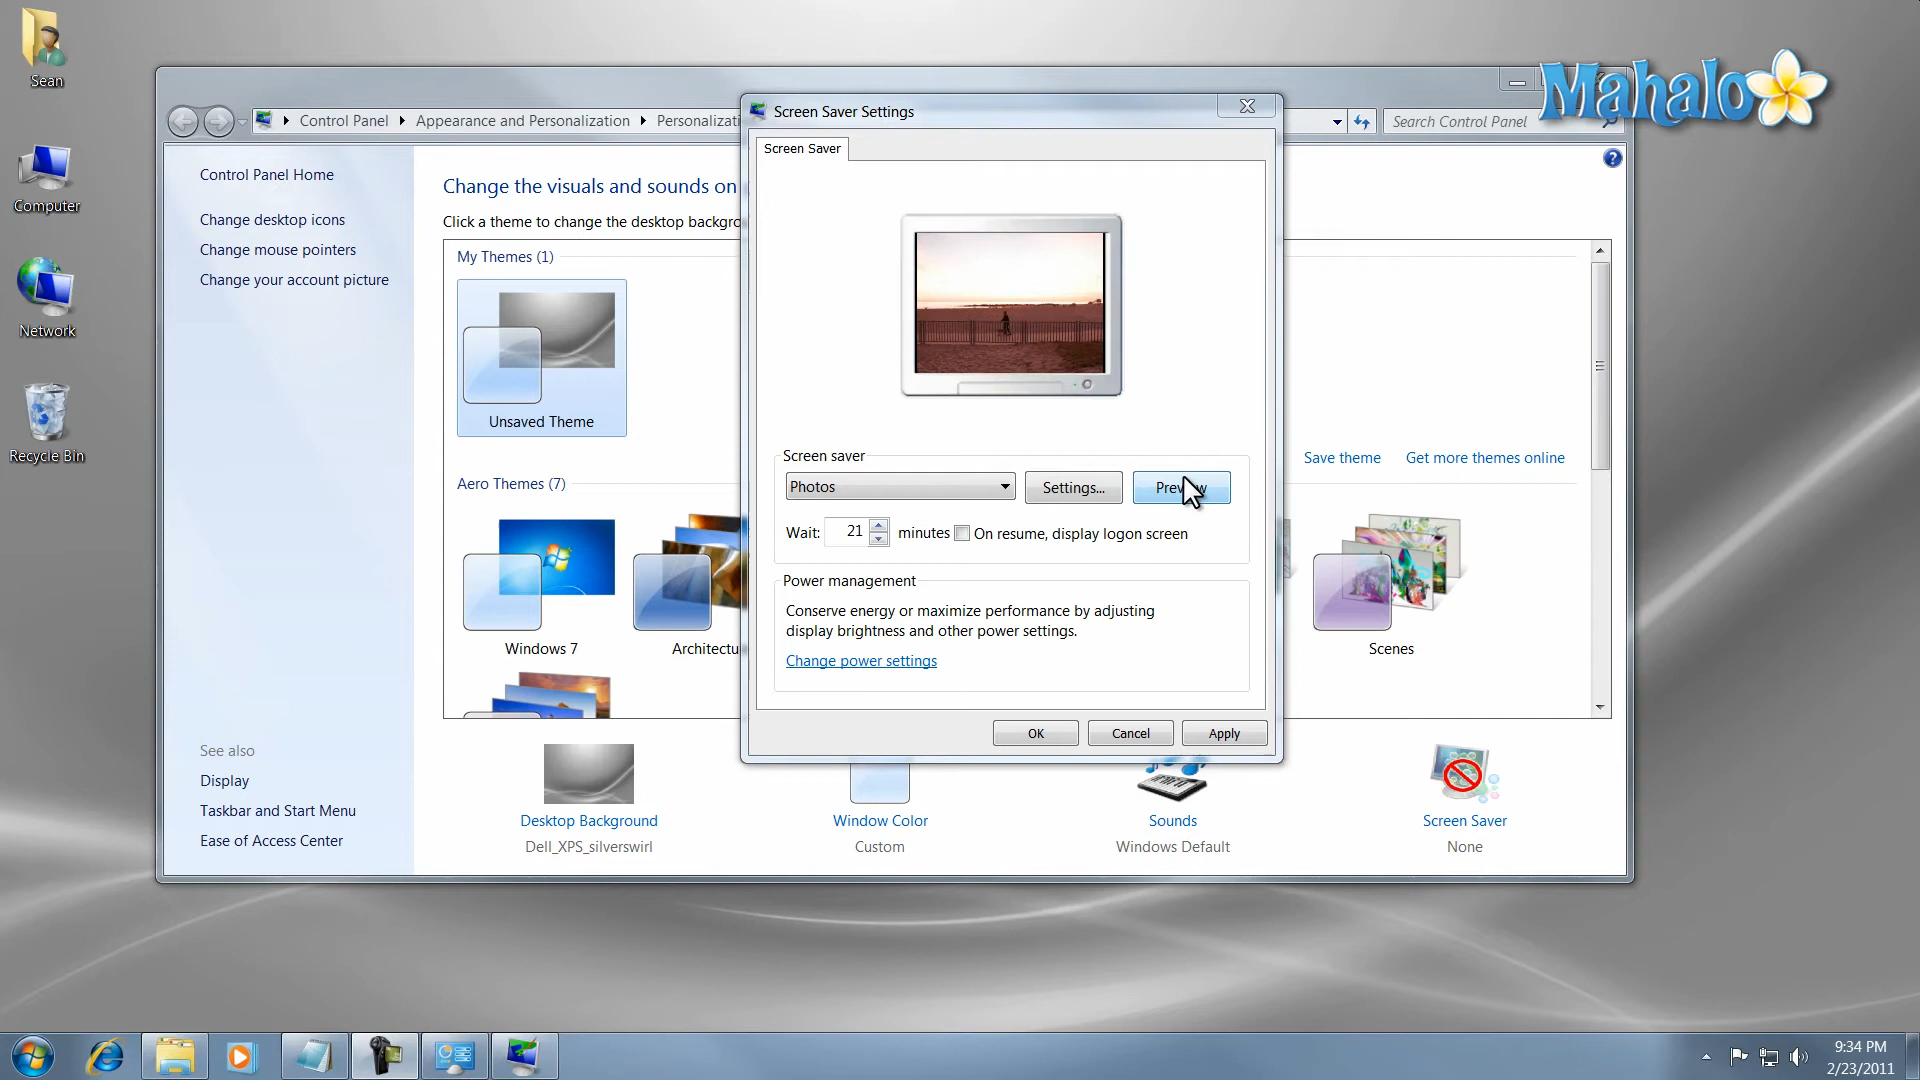 Sean
Computer
Network
Recycle Bin
Mahalo
Control Panel
Appearance and Personalization
Personalizati
Search Control Panel
Control Panel Home
Change desktop icons
Change mouse pointers
Change your account picture
See also
Display
Taskbar and Start Menu
Ease of Access Center
Change the visuals and sounds on
Click a theme to change the desktop backgro
My Themes (1)
Unsaved Theme
Save theme
Get more themes online
Aero Themes (7)
Windows 7
Architectu
Scenes
Desktop Background
Dell_XPS_silverswirl
Window Color
Custom
Sounds
Windows Default
Screen Saver
None
Screen Saver Settings
Screen Saver
Screen saver
Photos
Settings...
Preview
Wait: 21 minutes
On resume, display logon screen
Power management
Conserve energy or maximize performance by adjusting
display brightness and other power settings.
Change power settings
OK
Cancel
Apply
9:34 PM
2/23/2011